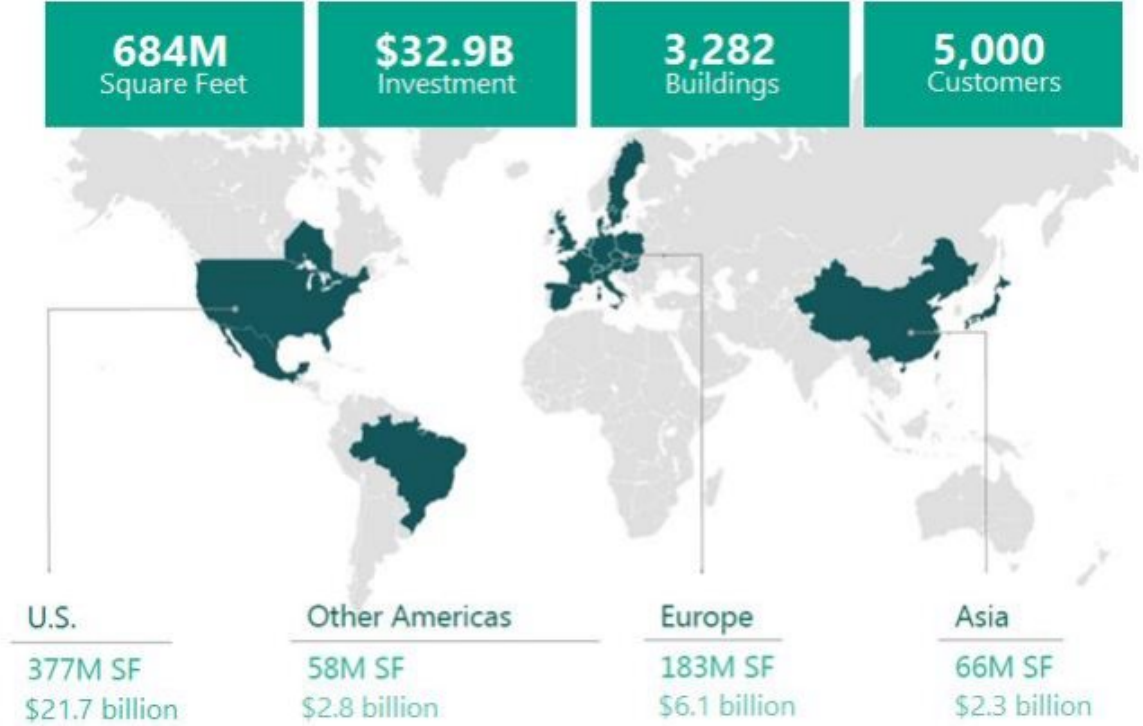 684M
Square Feet
$32.9B
Investment
3,282
Buildings
5,000
Customers
U.S.
377M SF
$21.7 billion
Other Americas
58M SF
$2.8 billion
Europe
183M SF
$6.1 billion
Asia
66M SF
$2.3 billion